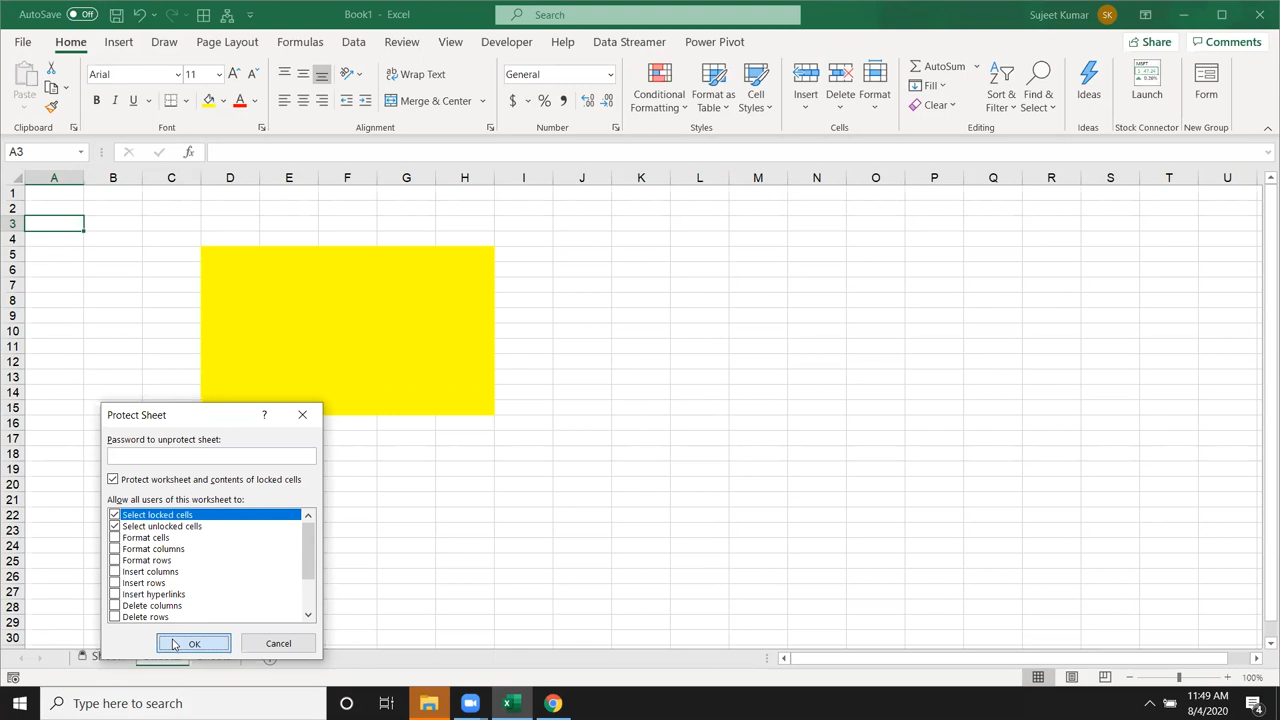 AutoSave Off Book1 - Excel Search Sujeet Kumar SK
File Home Insert Draw Page Layout Formulas Data Review View Developer Help Data Streamer Power Pivot Share Comments
Paste Arial 11 Wrap Text General Conditional Formatting Format as Table Cell Styles Insert Delete Format AutoSum Sort & Filter Find & Select Ideas Launch Form
B I U A Merge & Center $ % Fill
Clear
Clipboard Font Alignment Number Styles Cells Editing Ideas Stock Connector New Group
A3 fx
A B C D E F G H I J K L M N O P Q R S T U
1
2
3
4
5
6
7
8
9
10
11
12
13
14
15
16
17
18
19
20
21
22
23
24
25
26
27
28
29
30
Protect Sheet ?
Password to unprotect sheet:
Protect worksheet and contents of locked cells
Allow all users of this worksheet to:
Select locked cells
Select unlocked cells
Format cells
Format columns
Format rows
Insert columns
Insert rows
Insert hyperlinks
Delete columns
Delete rows
OK Cancel
100%
Type here to search
11:49 AM
8/4/2020
4